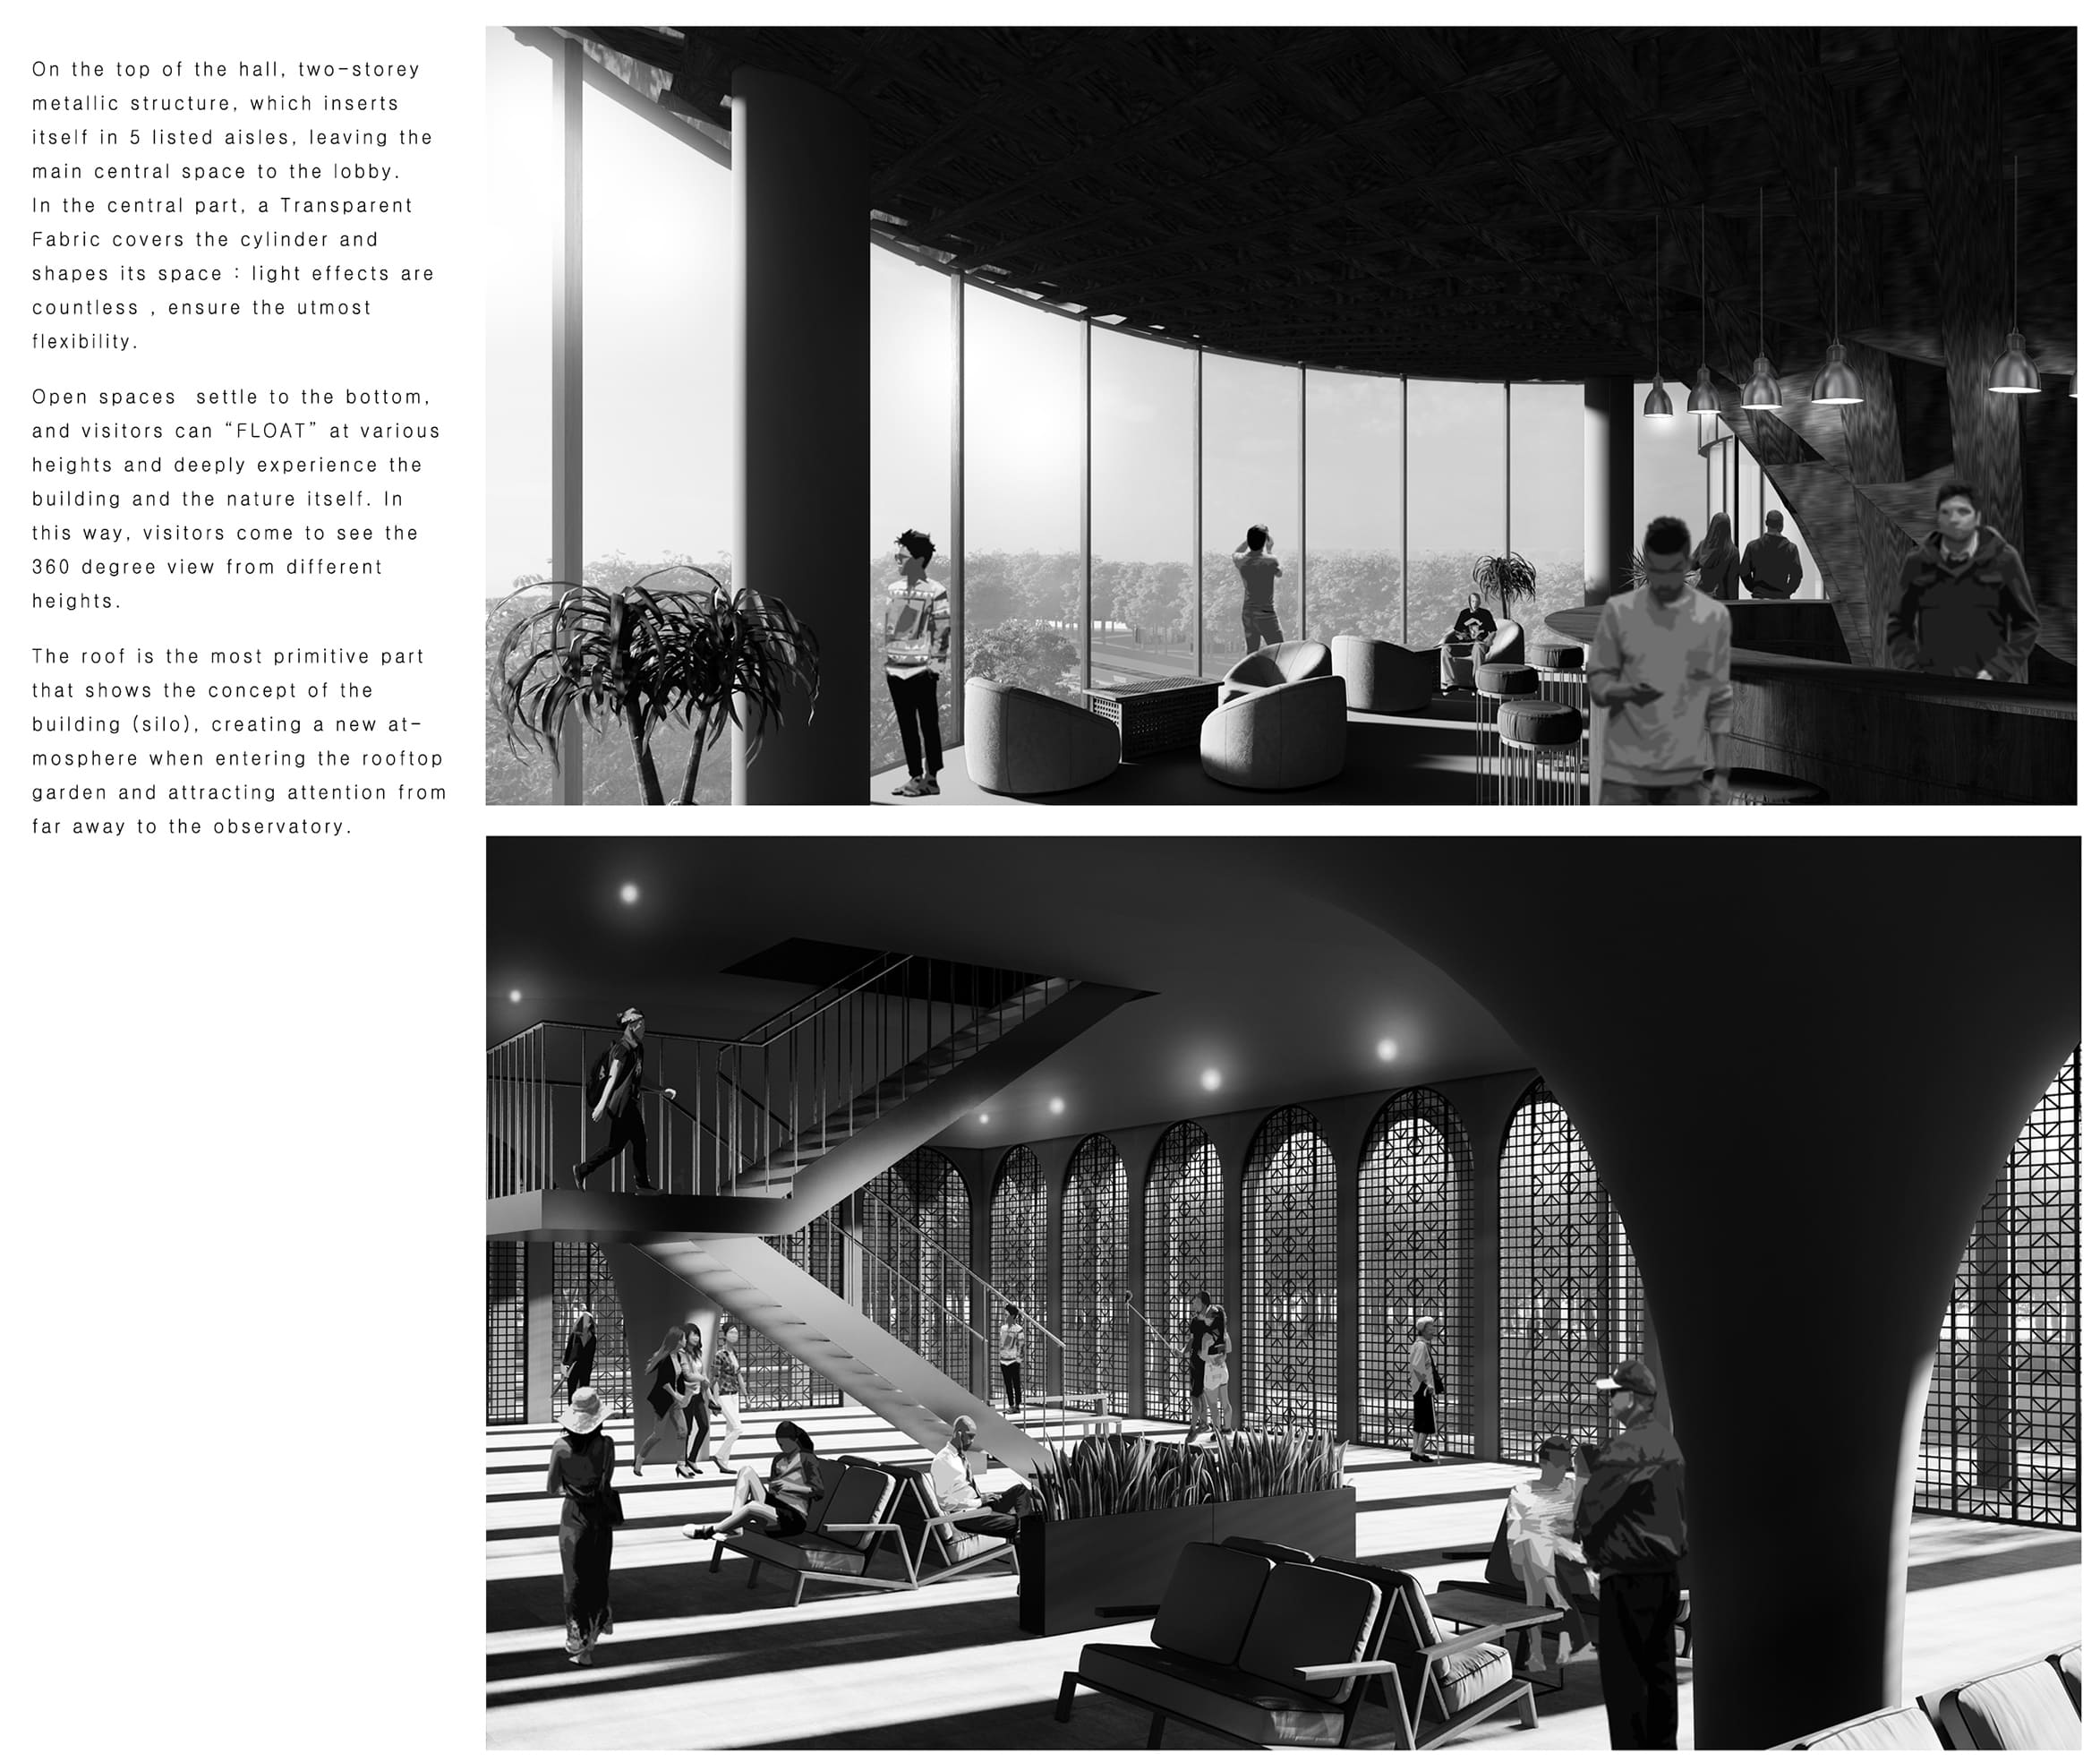 On the top of the hall, two-storey
metallic structure, which inserts
itself in 5 listed aisles, leaving the
main central space to the lobby.
In the central part, a Transparent
Fabric covers the cylinder and
shapes its space : light effects are
countless , ensure the utmost
flexibility.
Open spaces  settle to the bottom,
and visitors can “FLOAT” at various
heights and deeply experience the
building and the nature itself. In
this way, visitors come to see the
360 degree view from different
heights.
The roof is the most primitive part
that shows the concept of the
building (silo), creating a new at-
mosphere when entering the rooftop
garden and attracting attention from
far away to the observatory.